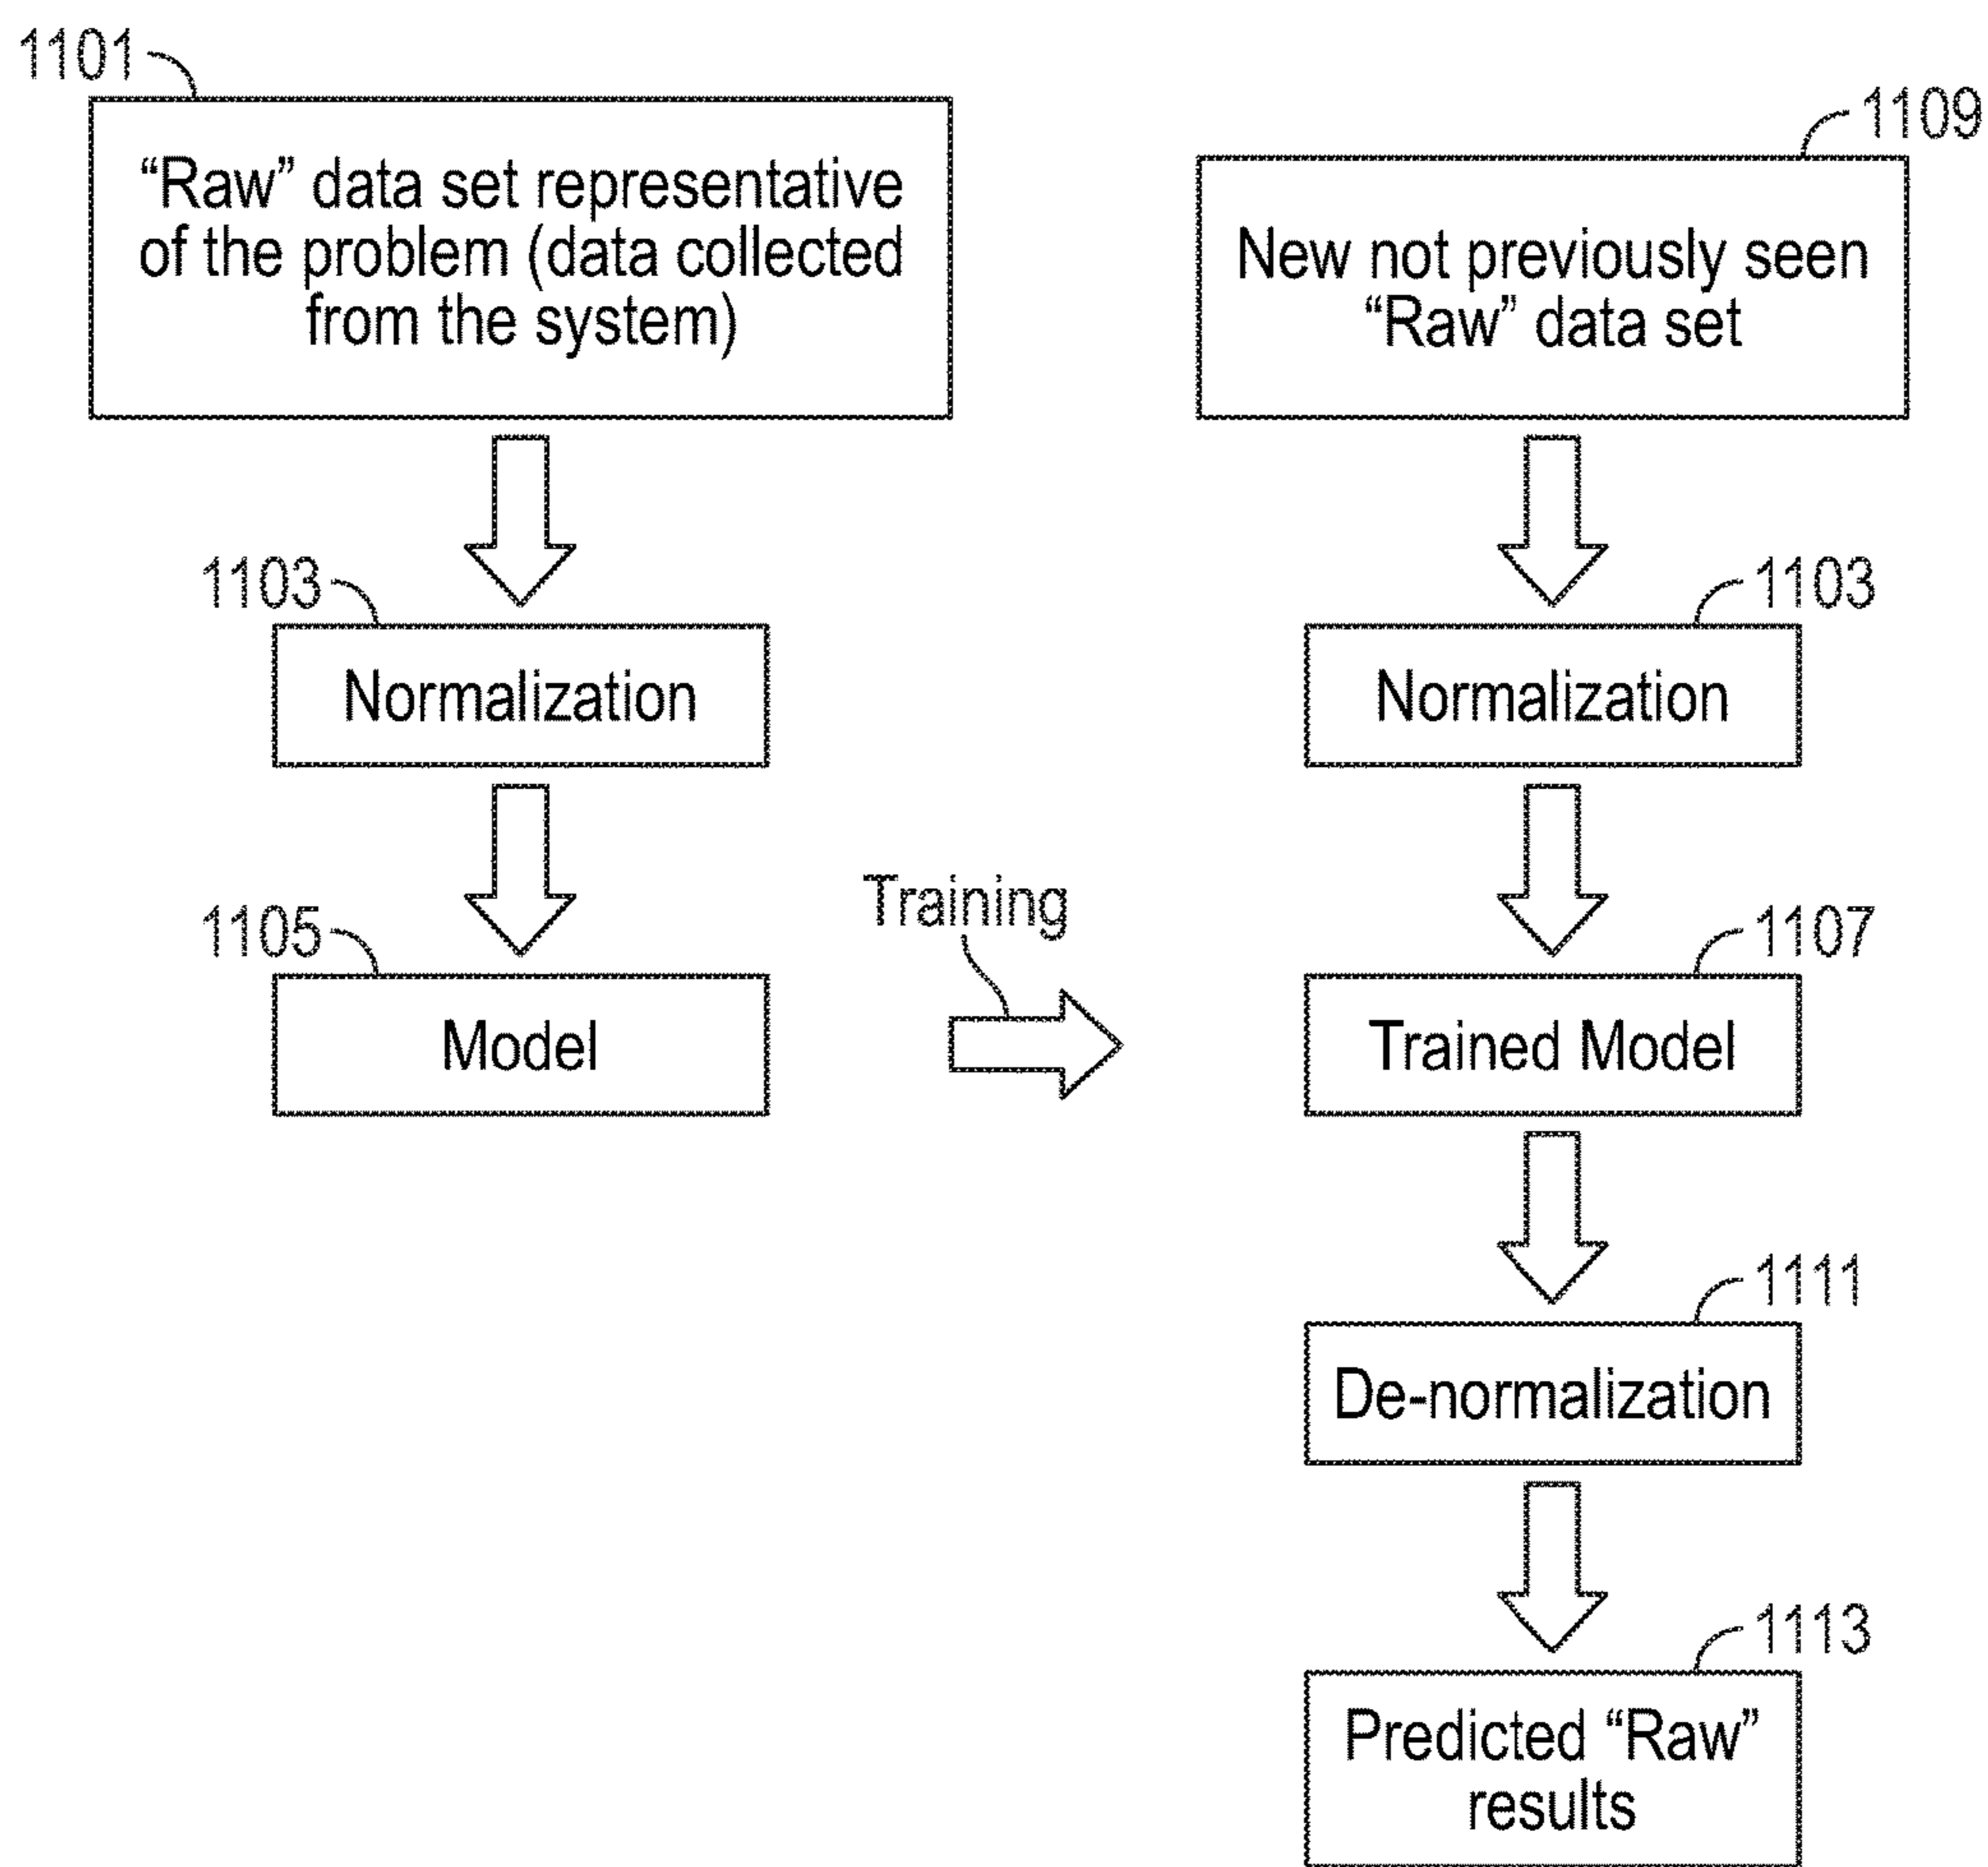 1101
“Raw” data set representative
of the problem (data collected
from the system)
1103
Normalization
1105
Model
Training
1109
New not previously seen
“Raw” data set
1103
Normalization
1107
Trained Model
1111
De-normalization
1113
Predicted “Raw”
results